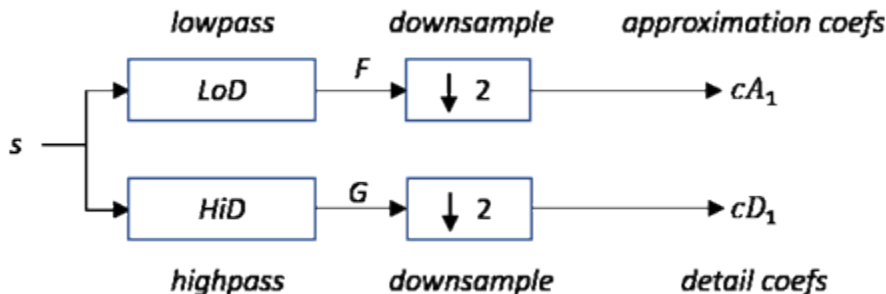 lowpass downsample approximation coefs
LoD F ↓ 2 cA₁
s
HiD G ↓ 2 cD₁
highpass downsample detail coefs